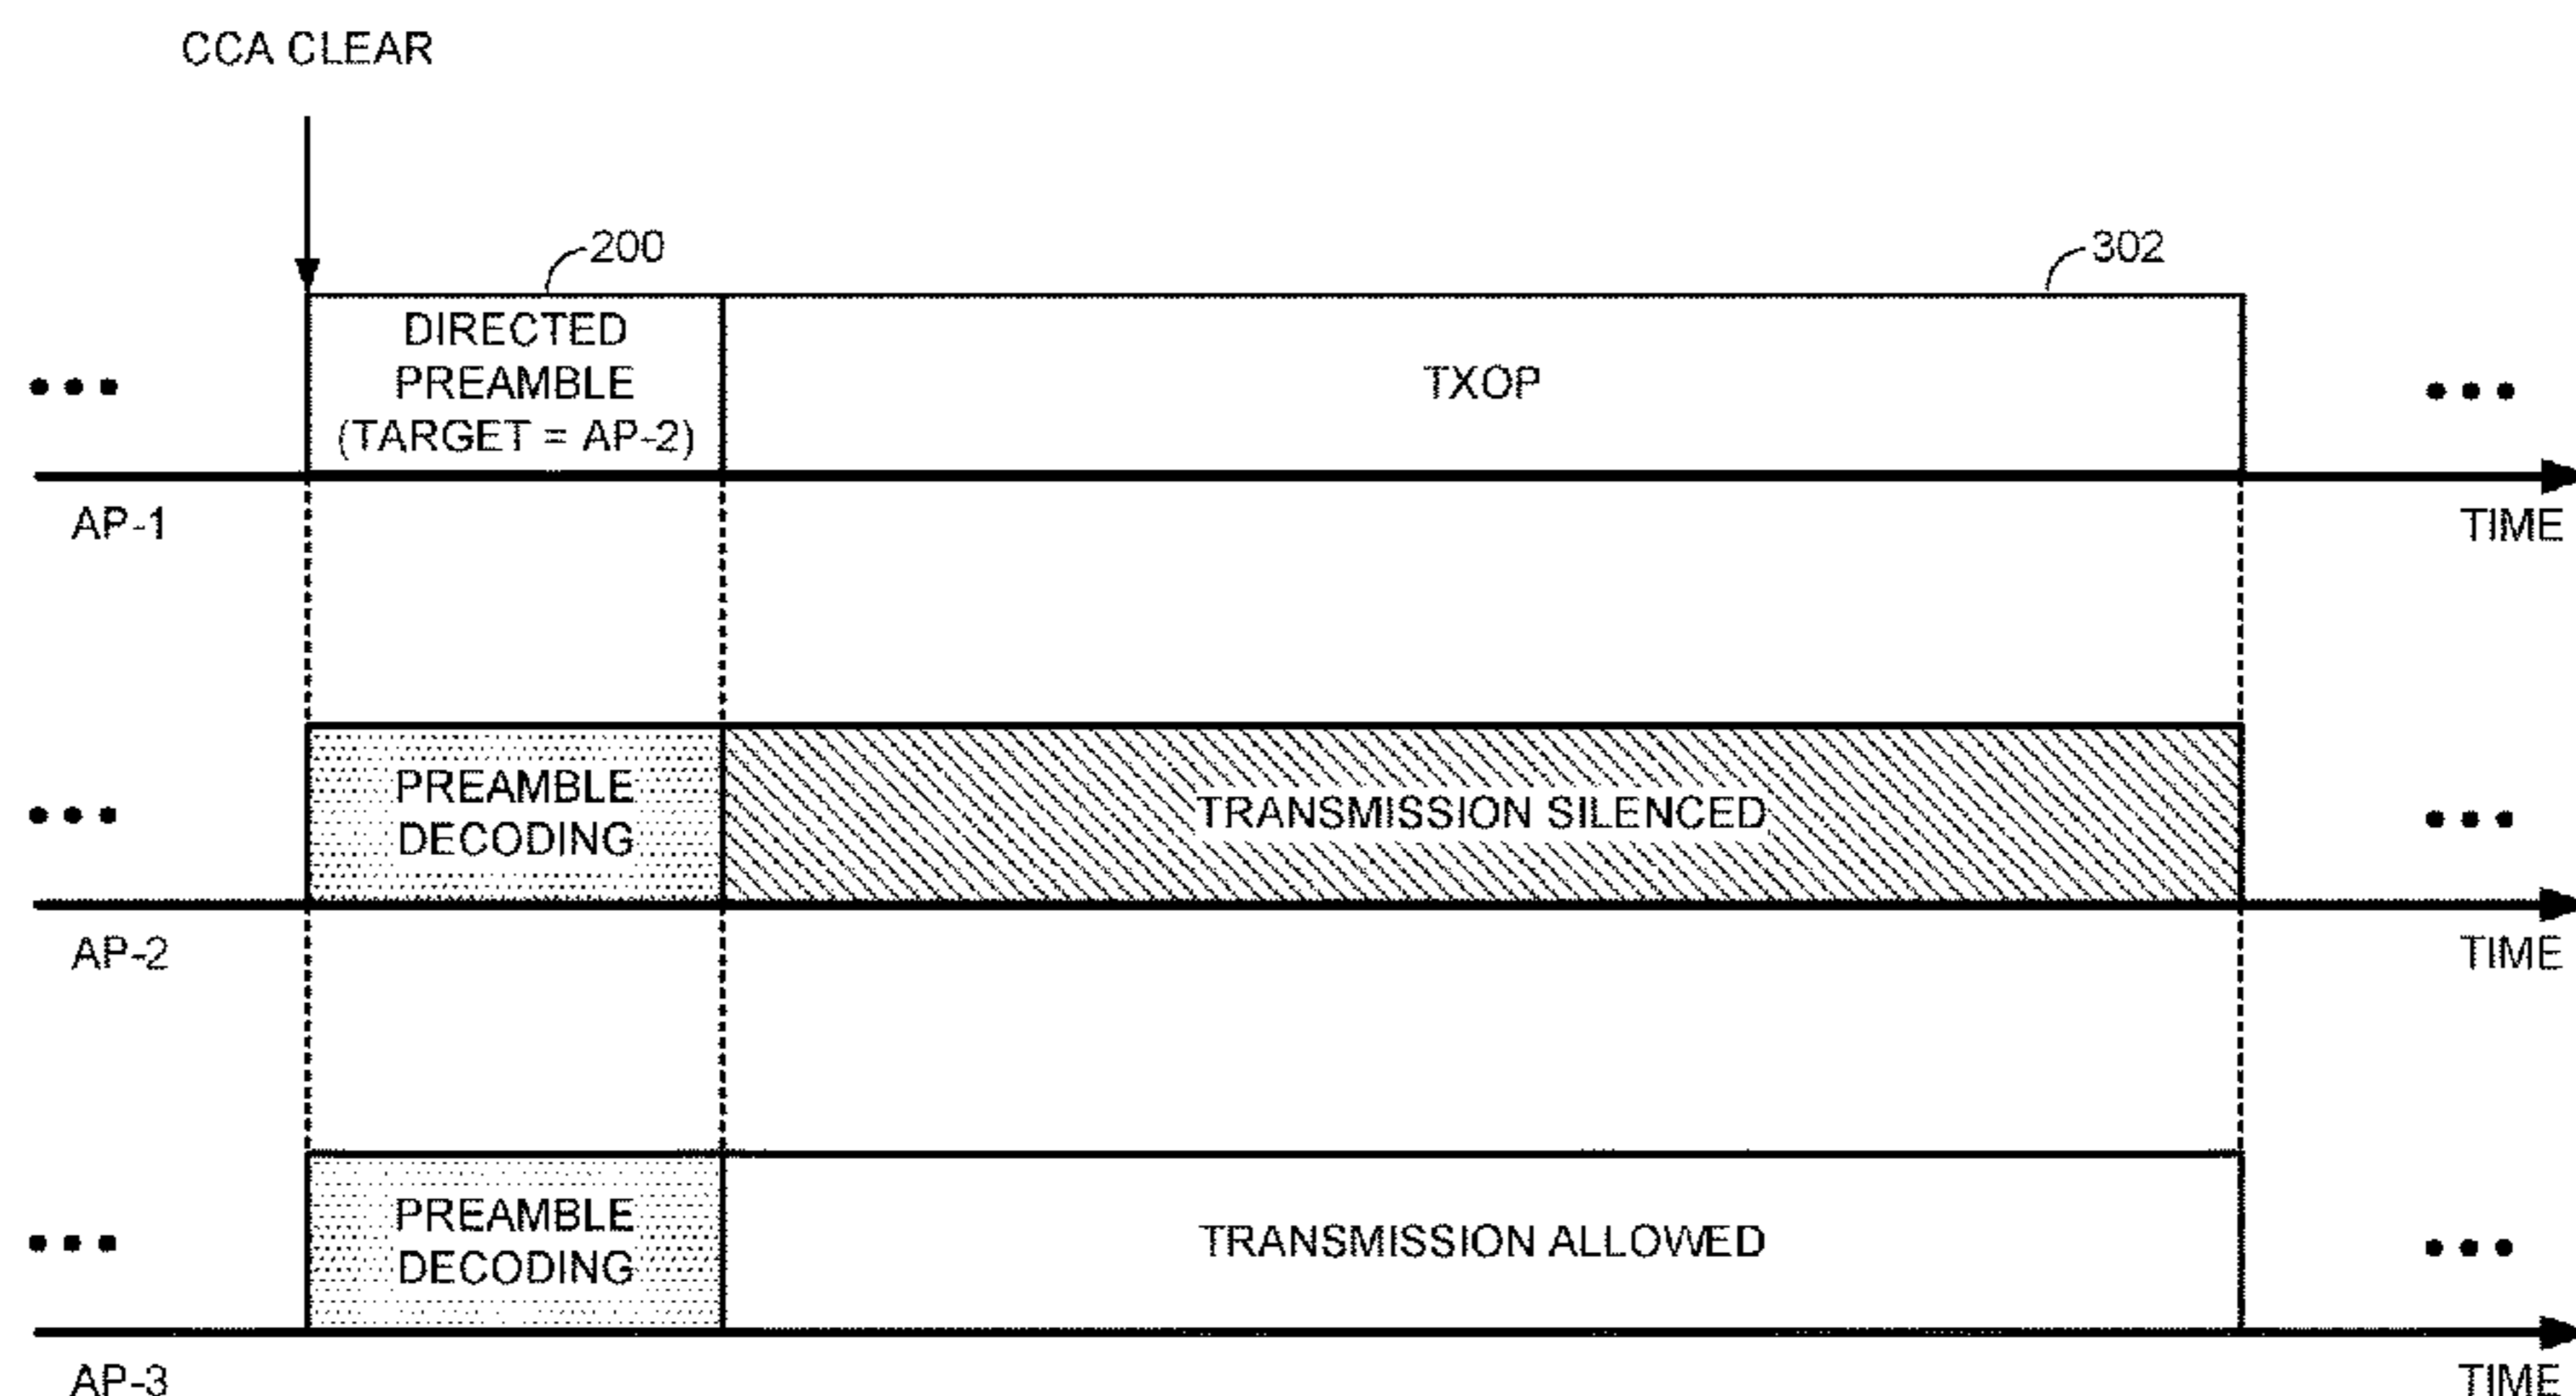 CCA CLEAR
200
302
DIRECTED
PREAMBLE
(TARGET = AP-2)
TXOP
AP-1
TIME
PREAMBLE
DECODING
TRANSMISSION SILENCED
AP-2
TIME
PREAMBLE
DECODING
TRANSMISSION ALLOWED
AP-3
TIME